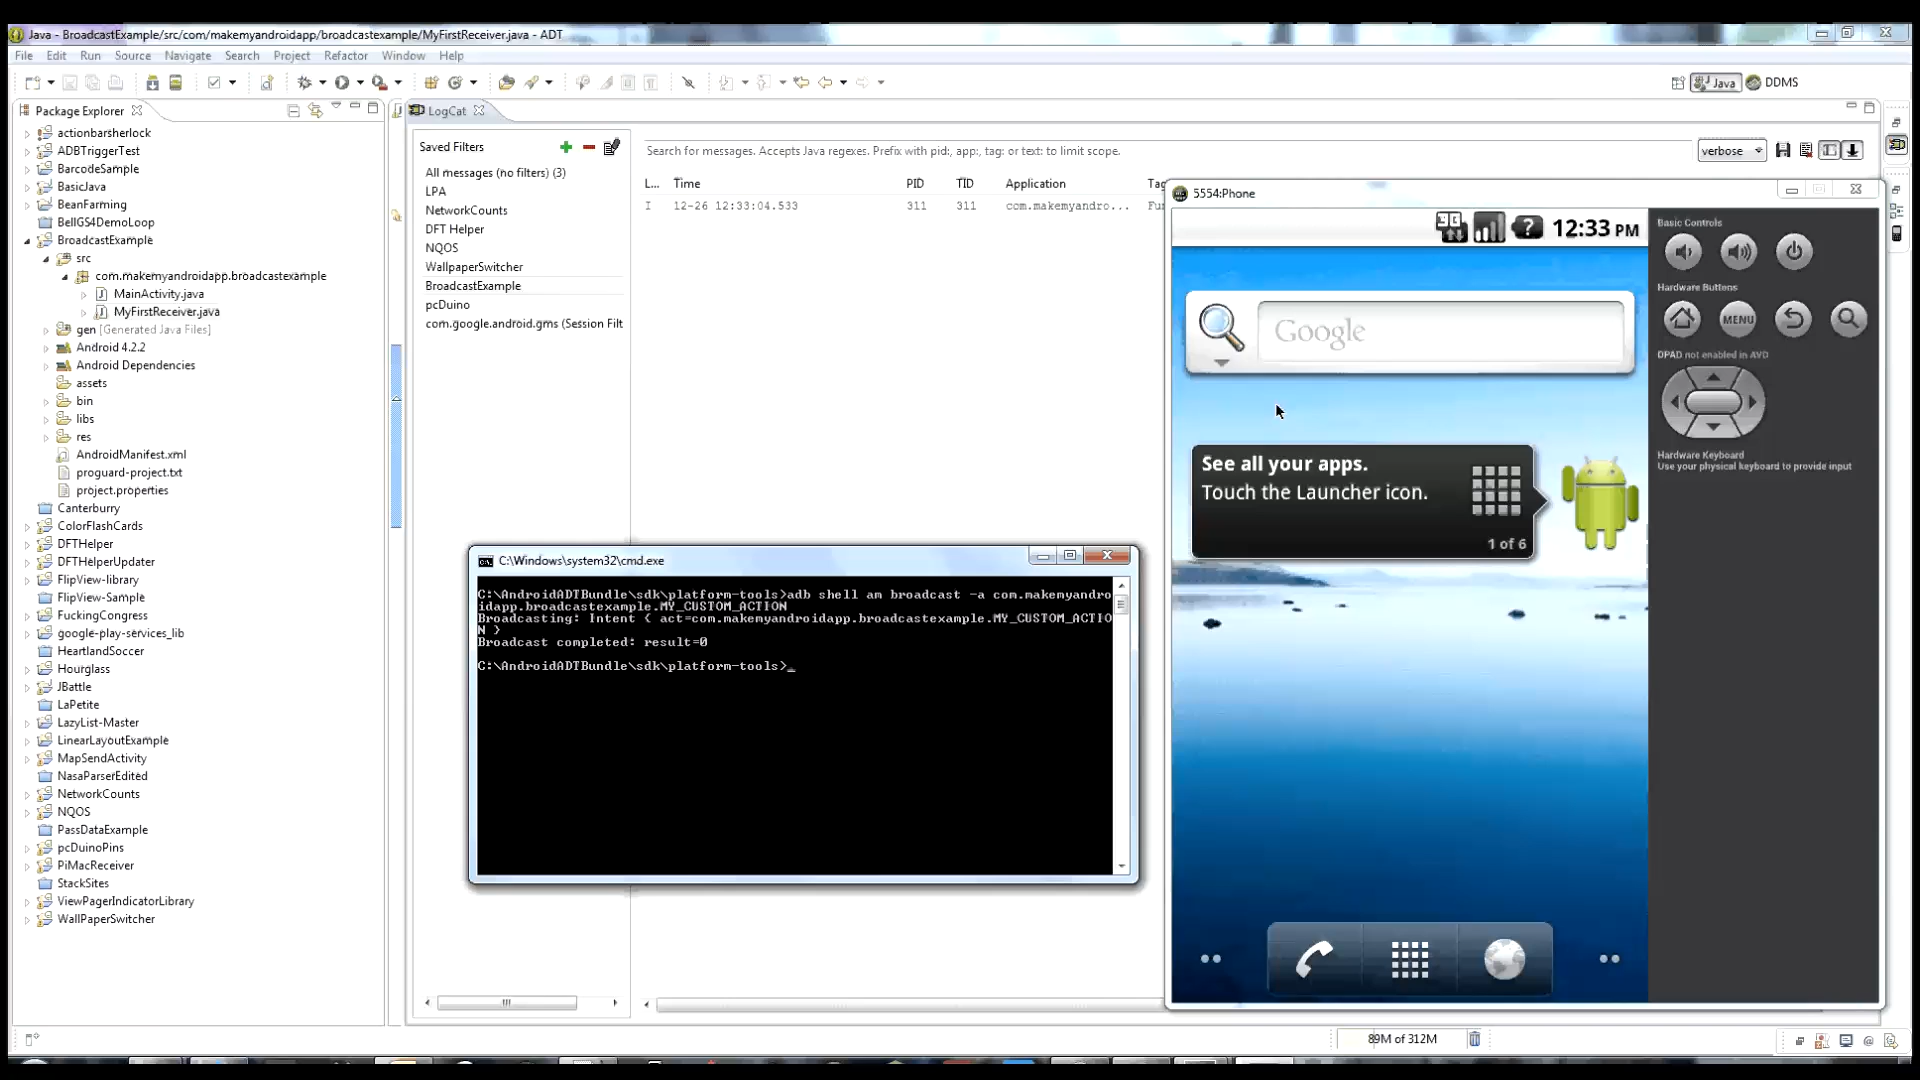 Java - BroadcastExample/src/com/makemyandroidapp/broadcastexample/MyFirstReceiver.java - ADT
File Edit Run Source Navigate Search Project Refactor Window Help
Java DDMS
Package Explorer
actionbarsherlock
ADBTriggerTest
BarcodeSample
BasicJava
BeanFarming
BellGS4DemoLoop
BroadcastExample
src
com.makemyandroidapp.broadcastexample
MainActivity.java
MyFirstReceiver.java
gen [Generated Java Files]
Android 4.2.2
Android Dependencies
assets
bin
libs
res
AndroidManifest.xml
proguard-project.txt
project.properties
Canterburry
ColorFlashCards
DFTHelper
DFTHelperUpdater
FlipView-library
FlipView-Sample
FuckingCongress
google-play-services_lib
HeartlandSoccer
Hourglass
JBattle
LaPetite
LazyList-Master
LinearLayoutExample
MapSendActivity
NasaParserEdited
NetworkCounts
NQOS
PassDataExample
pcDuinoPins
PiMacReceiver
StackSites
ViewPagerIndicatorLibrary
WallPaperSwitcher
LogCat
Saved Filters
All messages (no filters) (3)
LPA
NetworkCounts
DFT Helper
NQOS
WallpaperSwitcher
BroadcastExample
pcDuino
com.google.android.gms (Session Filt
Search for messages. Accepts Java regexes. Prefix with pid:, app:, tag: or text: to limit scope.
verbose
L... Time PID TID Application Tag
I 12-26 12:33:04.533 311 311 com.makemyandro... Fu
C:\Windows\system32\cmd.exe
C:\AndroidADTBundle\sdk\platform-tools>adb shell am broadcast -a com.makemyandro
idapp.broadcastexample.MY_CUSTOM_ACTION
Broadcasting: Intent { act=com.makemyandroidapp.broadcastexample.MY_CUSTOM_ACTIO
N }
Broadcast completed: result=0
C:\AndroidADTBundle\sdk\platform-tools>_
5554:Phone
12:33 PM
Google
See all your apps.
Touch the Launcher icon.
1 of 6
Basic Controls
Hardware Buttons
MENU
DPAD not enabled in AVD
Hardware Keyboard
Use your physical keyboard to provide input
89M of 312M